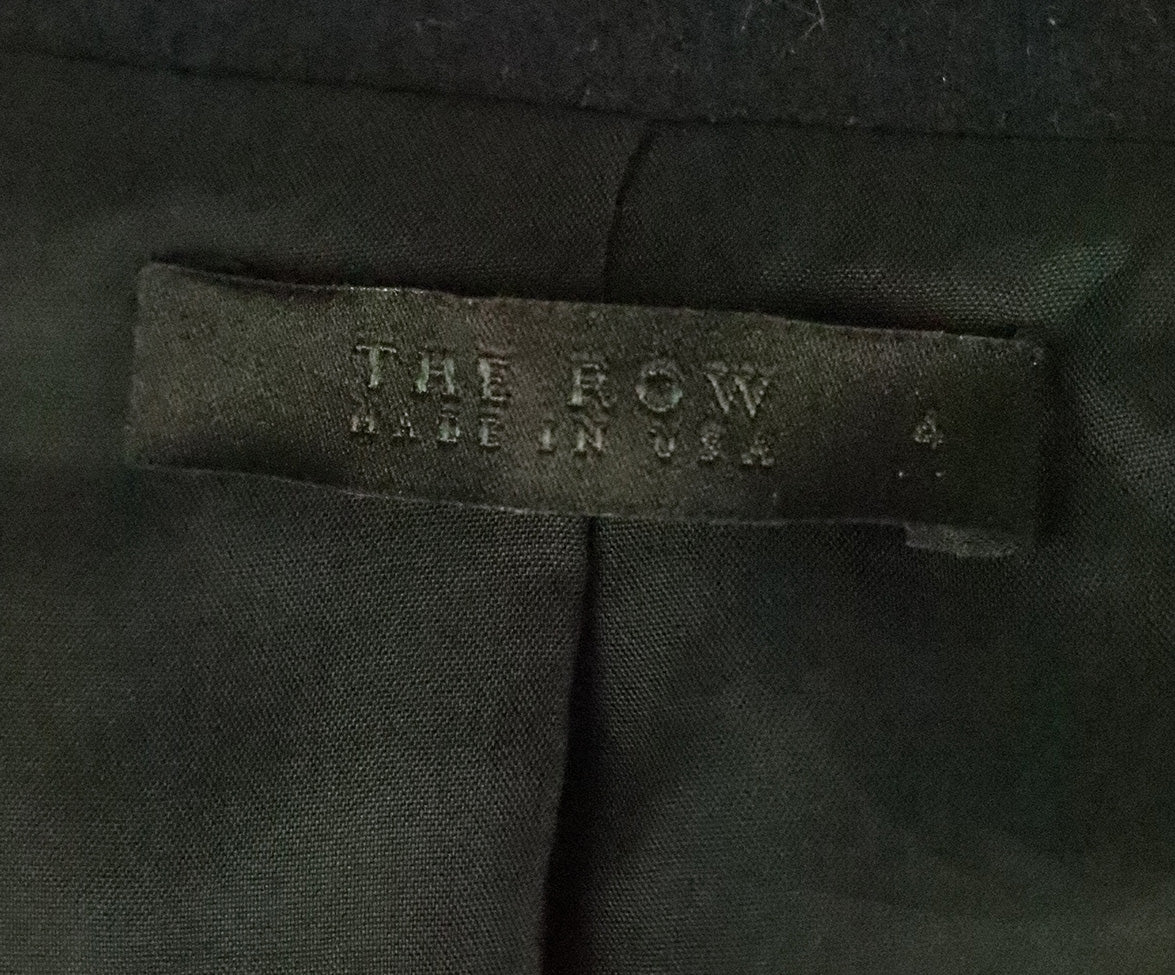 THE ROW
MADE IN USA
4